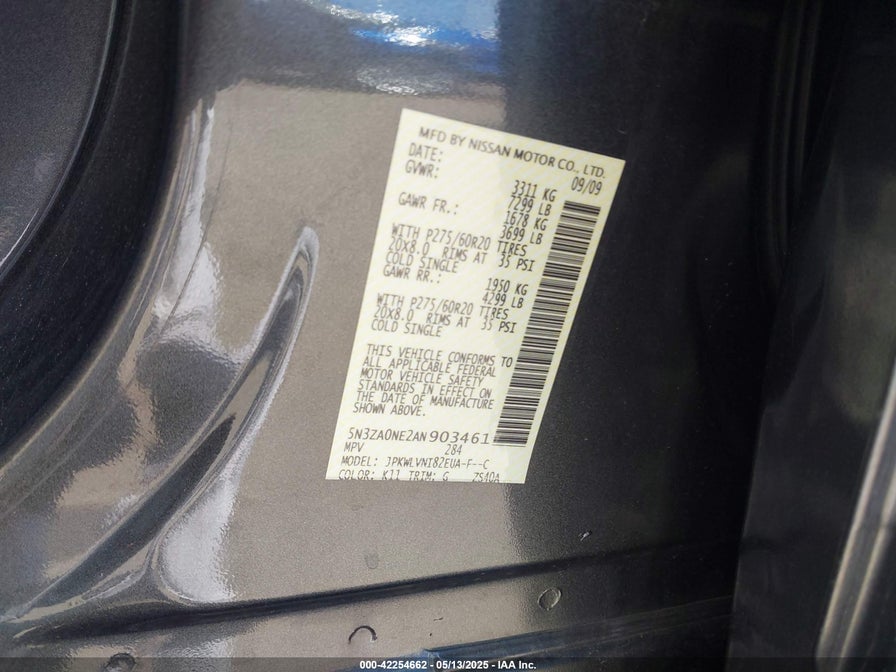 MFD BY NISSAN MOTOR CO., LTD.
DATE: 09/09
GVWR: 3311 KG
7299 LB
GAWR FR.: 1678 KG
3699 LB
WITH P275/60R20 TIRES
20X8.0 RIMS AT 35 PSI
COLD SINGLE
GAWR RR.: 1950 KG
4299 LB
WITH P275/60R20 TIRES
20X8.0 RIMS AT 35 PSI
COLD SINGLE
THIS VEHICLE CONFORMS TO
ALL APPLICABLE FEDERAL
MOTOR VEHICLE SAFETY
STANDARDS IN EFFECT ON
THE DATE OF MANUFACTURE
SHOWN ABOVE.
5N3ZA0NE2AN903461
MPV 284
MODEL: JPKWLVNI82EUA-F--C
COLOR: K11 TRIM: G ZS40A
000-42254662 - 05/13/2025 - IAA Inc.